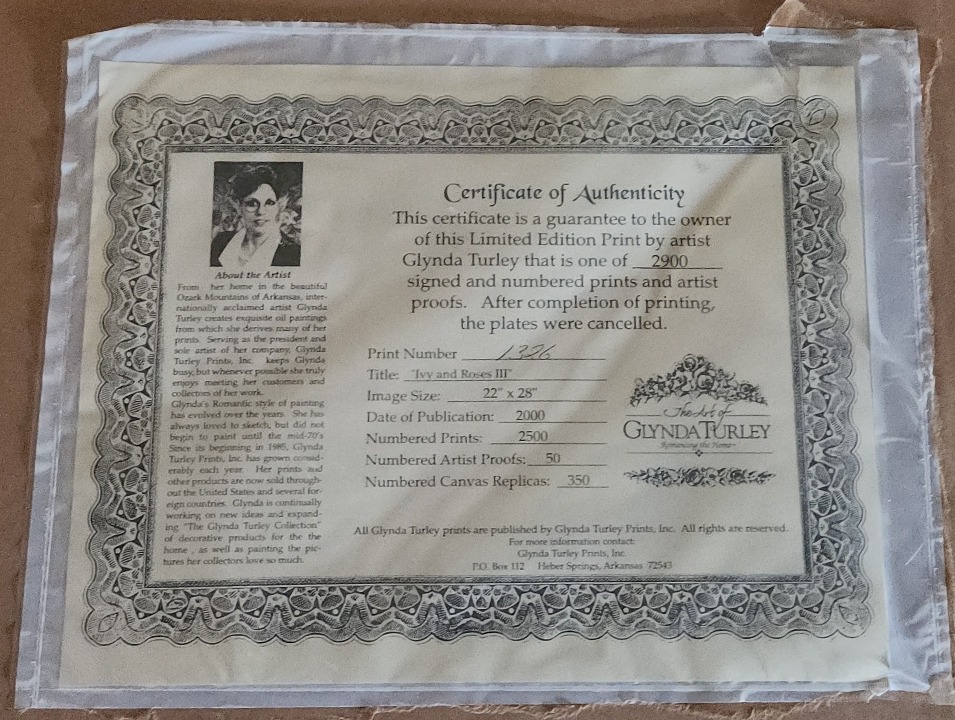 About the Artist
From her home in the beautiful
Ozark Mountains of Arkansas, inter-
nationally acclaimed artist Glynda
Turley creates exquisite oil paintings
from which she derives many of her
prints. Serving as the president and
sole artist of her company, Glynda
Turley Prints, Inc. keeps Glynda
busy, but whenever possible she truly
enjoys meeting her customers and
collectors of her work.
Glynda's Romantic style of painting
has evolved over the years. She has
always loved to sketch, but did not
begin to paint until the mid-70's
Since its beginning in 1985, Glynda
Turley Prints, Inc. has grown consid-
erably each year. Her prints and
other products are now sold through-
out the United States and several for-
eign countries. Glynda is continually
working on new ideas and expand-
ing "The Glynda Turley Collection"
of decorative products for the the
home , as well as painting the pic-
tures her collectors love so much.
Certificate of Authenticity
This certificate is a guarantee to the owner
of this Limited Edition Print by artist
Glynda Turley that is one of 2900
signed and numbered prints and artist
proofs. After completion of printing,
the plates were cancelled.
Print Number 1326
Title: "Ivy and Roses III"
Image Size: 22" x 28"
Date of Publication: 2000
Numbered Prints: 2500
Numbered Artist Proofs: 50
Numbered Canvas Replicas: 350
The Art of
GLYNDA TURLEY
Romancing the Home
All Glynda Turley prints are published by Glynda Turley Prints, Inc. All rights are reserved.
For more information contact:
Glynda Turley Prints, Inc.
P.O. Box 112 Heber Springs, Arkansas 72543